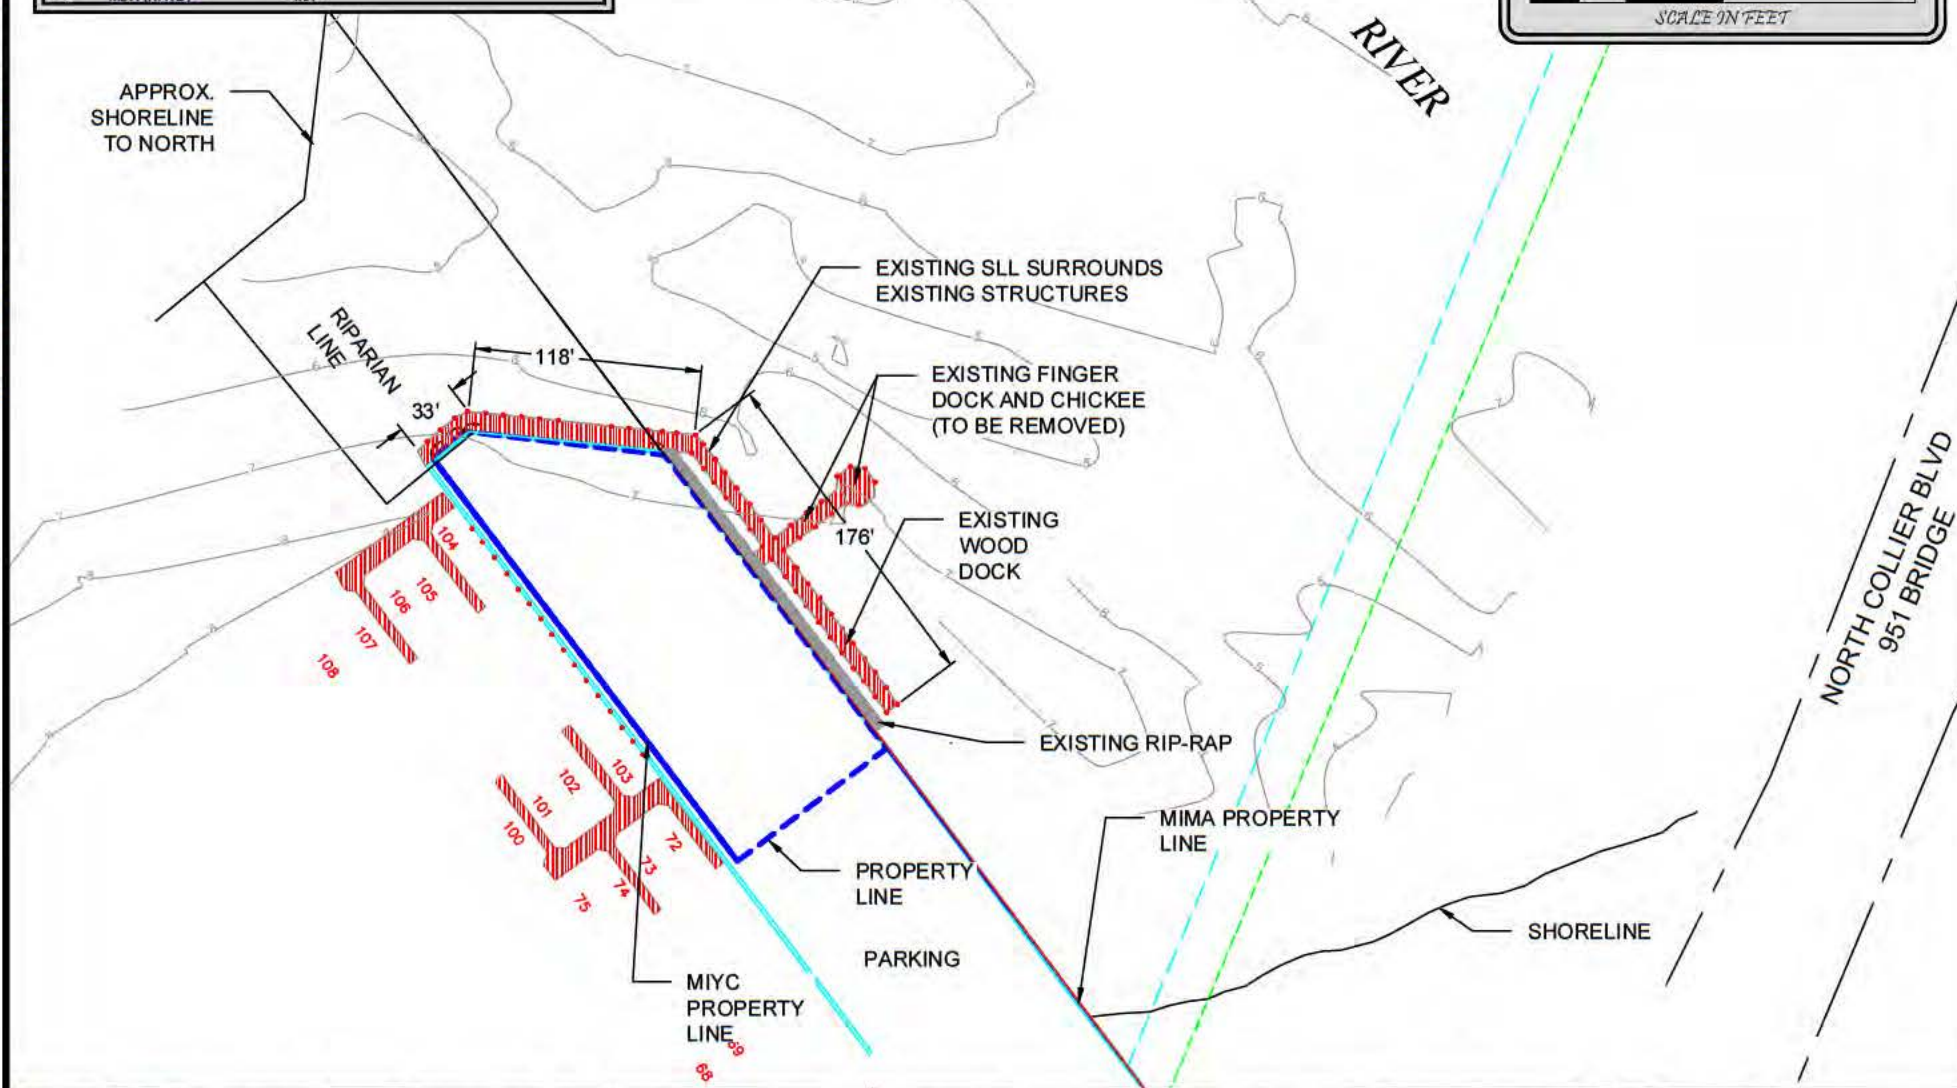 SCALE IN FEET
RIVER
APPROX.
SHORELINE
TO NORTH
EXISTING SLL SURROUNDS
EXISTING STRUCTURES
RIPARIAN
LINE
118'
33'
EXISTING FINGER
DOCK AND CHICKEE
(TO BE REMOVED)
176'
EXISTING
WOOD
DOCK
104
105
106
107
108
NORTH COLLIER BLVD
951 BRIDGE
EXISTING RIP-RAP
103
102
101
100
72
73
74
75
MIMA PROPERTY
LINE
PROPERTY
LINE
SHORELINE
PARKING
MIYC
PROPERTY
LINE
69
68